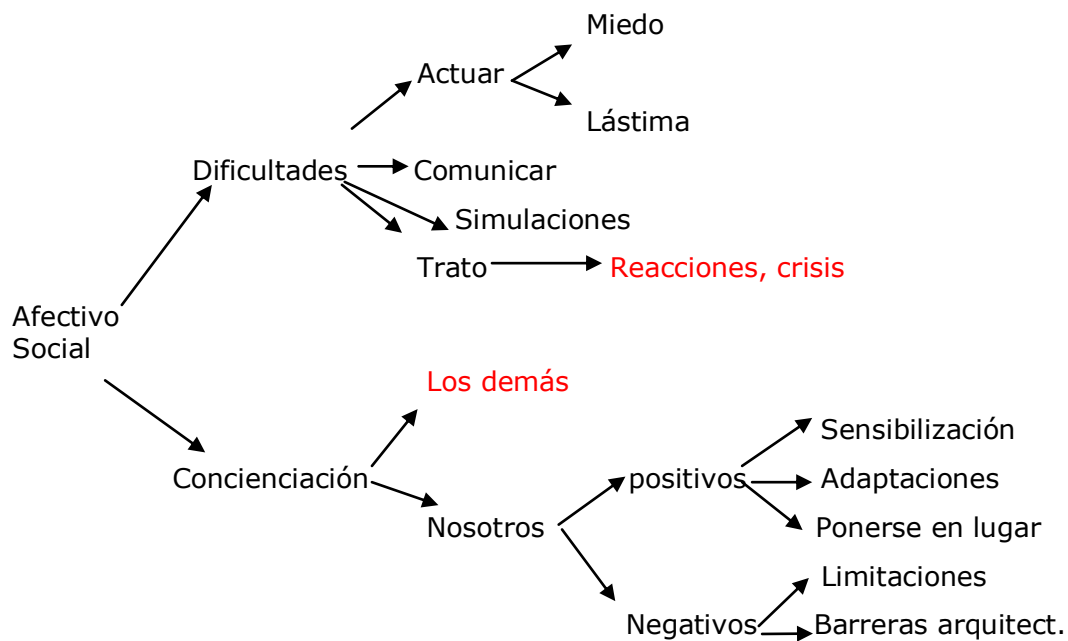 Miedo
Actuar
Lástima
Dificultades
Comunicar
Simulaciones
Trato
Reacciones, crisis
Afectivo
Social
Los demás
Sensibilización
Concienciación
positivos
Adaptaciones
Nosotros
Ponerse en lugar
Limitaciones
Negativos
Barreras arquitect.